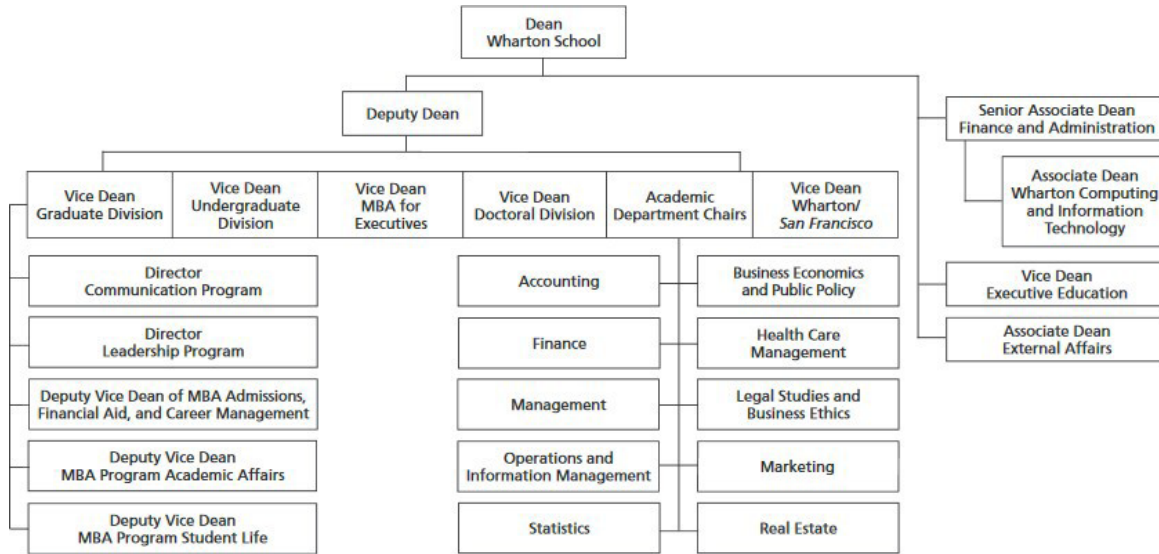 Dean
Wharton School
Deputy Dean
Senior Associate Dean
Finance and Administration
Associate Dean
Wharton Computing
and Information
Technology
Vice Dean
Executive Education
Associate Dean
External Affairs
Vice Dean
Graduate Division
Vice Dean
Undergraduate
Division
Vice Dean
MBA for
Executives
Vice Dean
Doctoral Division
Academic
Department Chairs
Vice Dean
Wharton/
San Francisco
Director
Communication Program
Director
Leadership Program
Deputy Vice Dean of MBA Admissions,
Financial Aid, and Career Management
Deputy Vice Dean
MBA Program Academic Affairs
Deputy Vice Dean
MBA Program Student Life
Accounting
Business Economics
and Public Policy
Finance
Health Care
Management
Management
Legal Studies and
Business Ethics
Operations and
Information Management
Marketing
Statistics
Real Estate